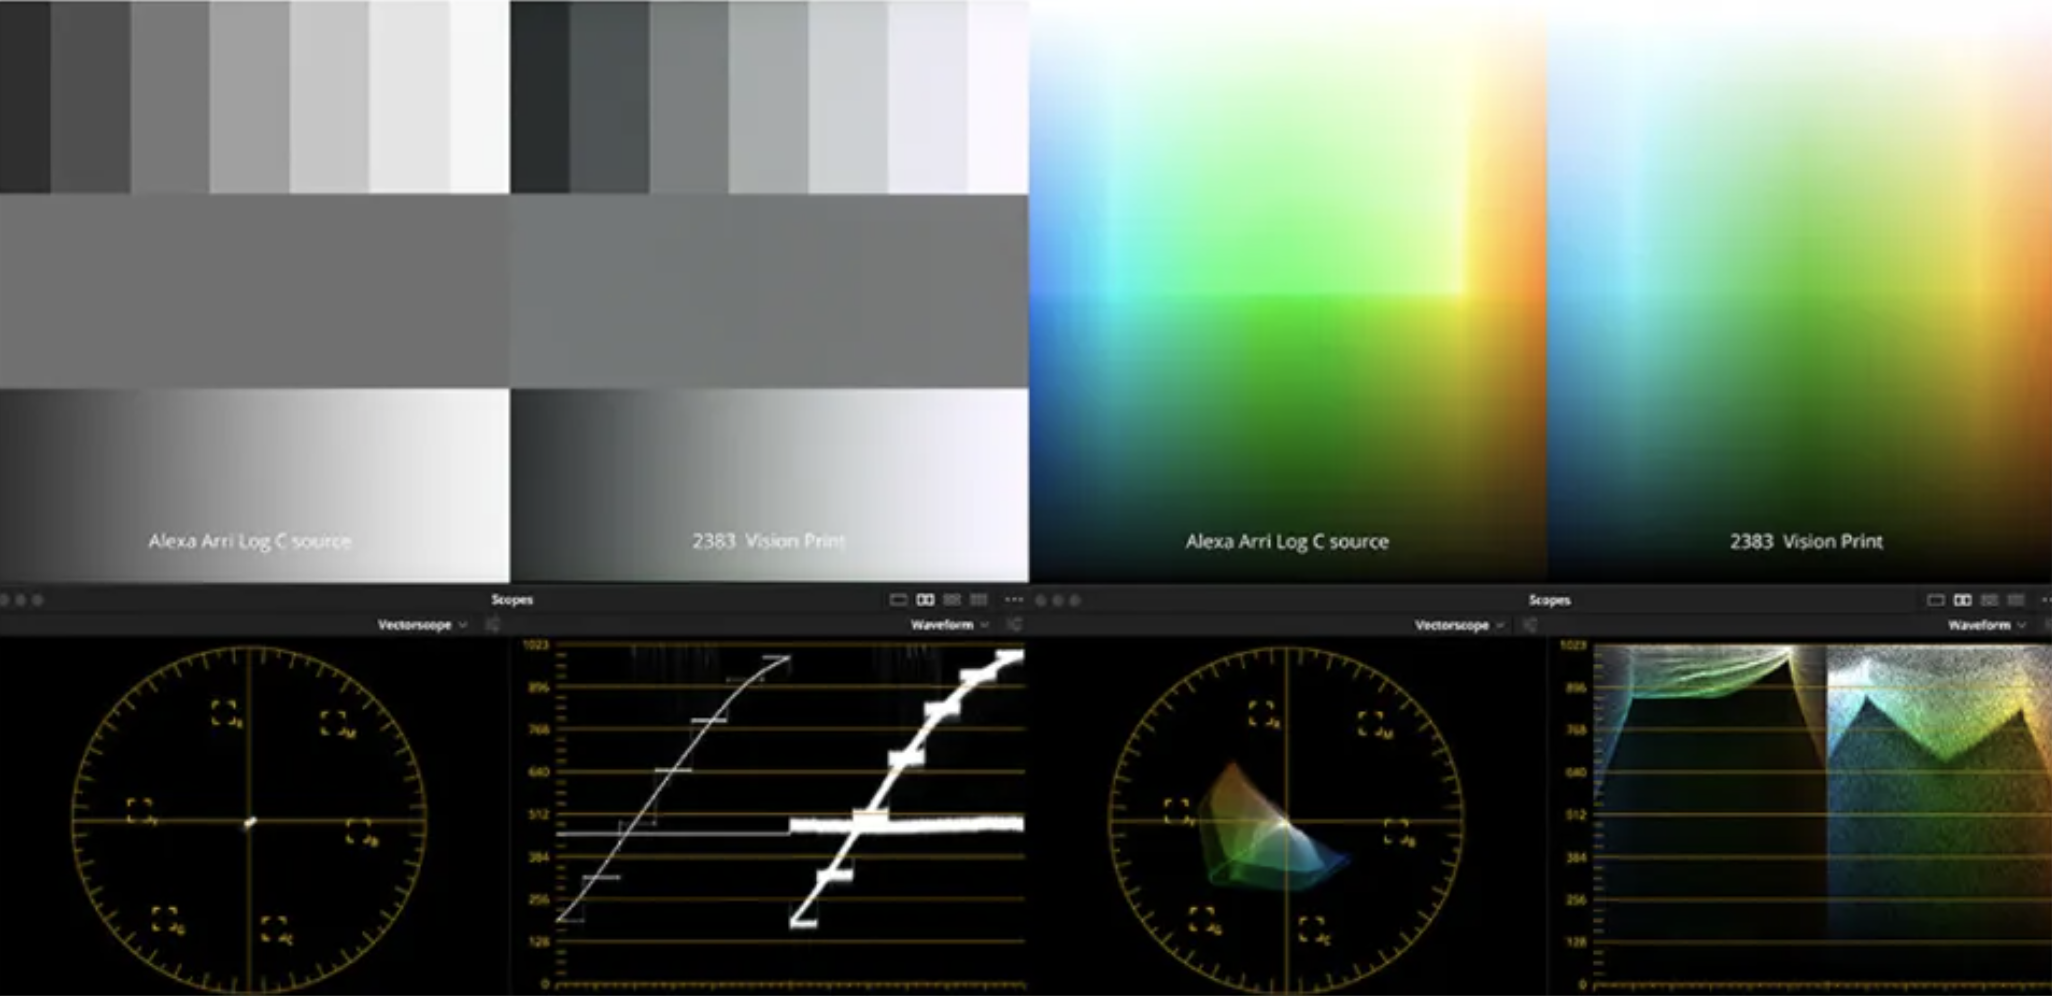 Alexa Arri Log C source
2383 Vision Print
Alexa Arri Log C source
2383 Vision Print
Scopes
Scopes
Vectorscope
Waveform
Vectorscope
Waveform
1023
896
768
640
512
384
256
128
0
1023
896
768
640
512
384
256
128
0